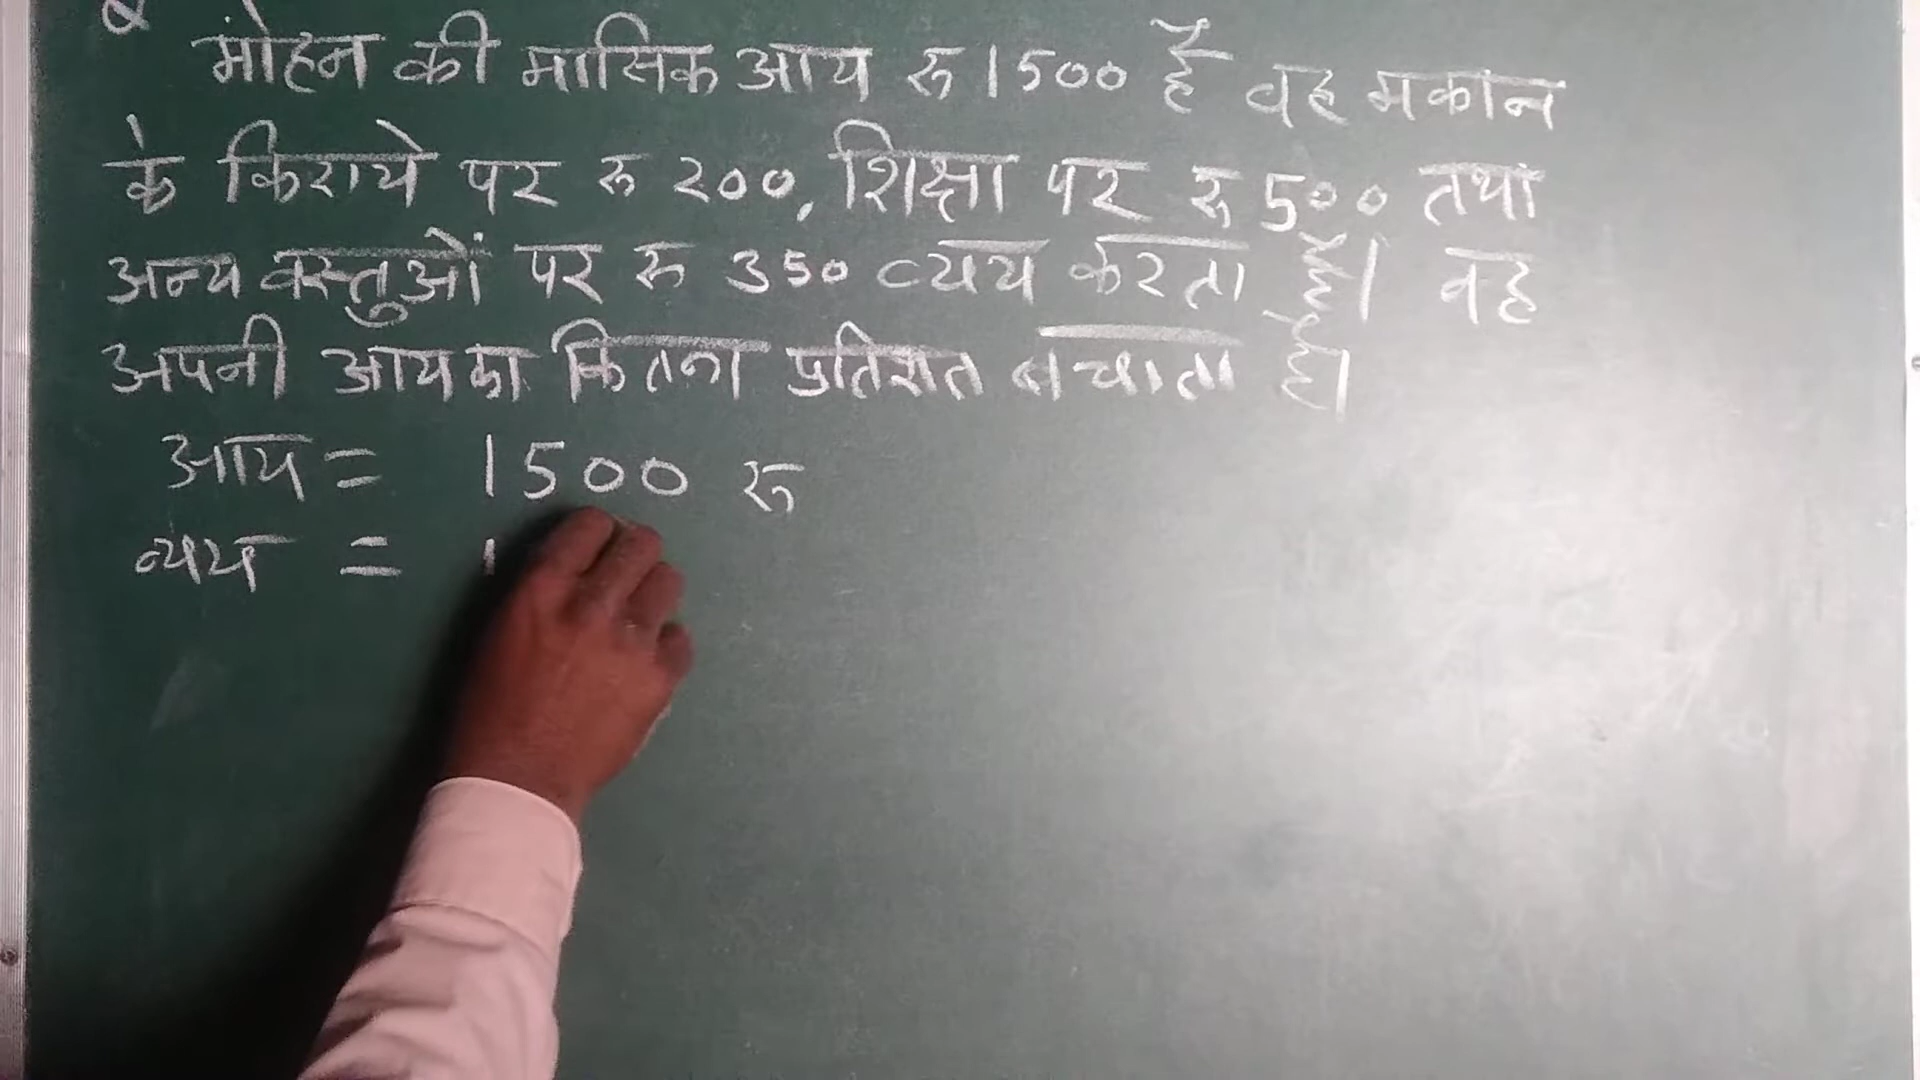 Q
मोहन की मासिक आय रू 1500 है वह मकान
के किराये पर रू 200, शिक्षा पर रू 500 तथा
अन्य वस्तुओं पर रू 350 व्यय करता है। वह
अपनी आय का कितना प्रतिशत बचाता है।
आय = 1500 रू
व्यय = 1